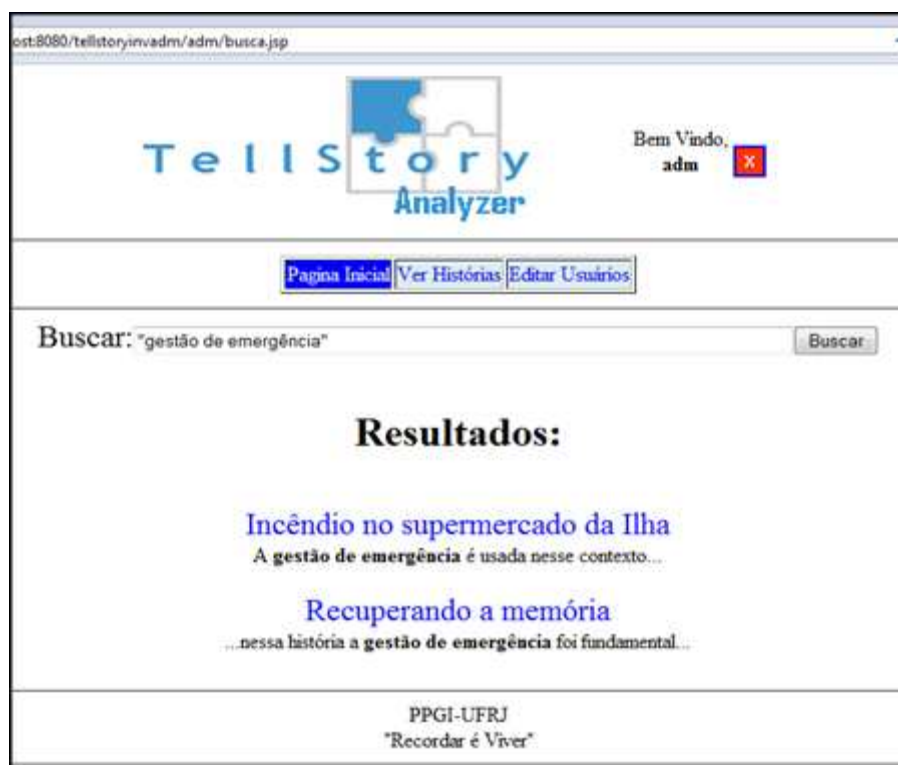 ost:8080/tellstoryinvadm/adm/busca.jsp
TellStory
Analyzer
Bem Vindo,
adm
X
Pagina Inicial Ver Histórias Editar Usuários
Buscar: "gestão de emergência" Buscar
Resultados:
Incêndio no supermercado da Ilha
A gestão de emergência é usada nesse contexto...
Recuperando a memória
...nessa história a gestão de emergência foi fundamental...
PPGI-UFRJ
"Recordar é Viver"